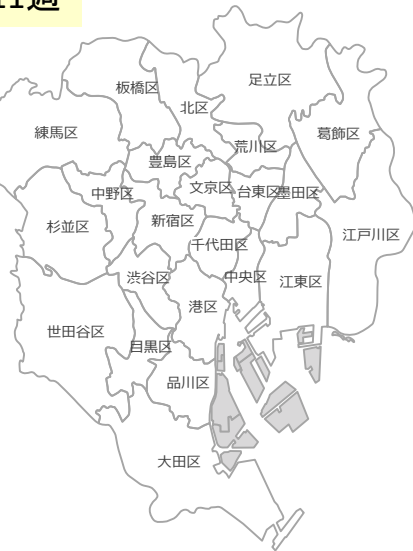 11週
足立区
板橋区
北区
練馬区
葛飾区
荒川区
豊島区
文京区
台東区
墨田区
中野区
新宿区
杉並区
千代田区
江戸川区
渋谷区
中央区
江東区
港区
世田谷区
目黒区
品川区
大田区